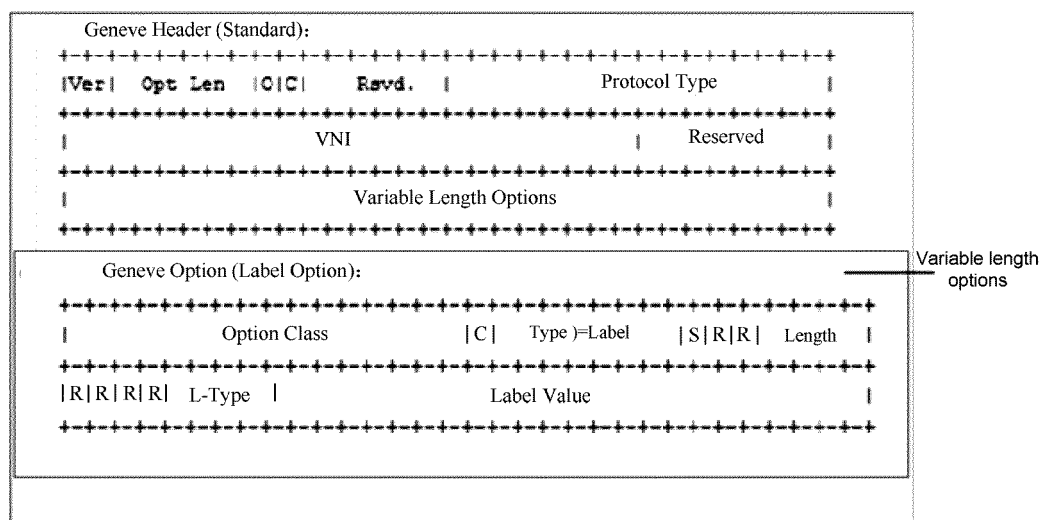 Geneve Header (Standard):
+-+-+-+-+-+-+-+-+-+-+-+-+-+-+-+-+-+-+-+-+-+-+-+-+-+-+-+-+-+-+-+-+
|Ver| Opt Len |O|C| Rsvd. | Protocol Type |
+-+-+-+-+-+-+-+-+-+-+-+-+-+-+-+-+-+-+-+-+-+-+-+-+-+-+-+-+-+-+-+-+
| VNI | Reserved |
+-+-+-+-+-+-+-+-+-+-+-+-+-+-+-+-+-+-+-+-+-+-+-+-+-+-+-+-+-+-+-+-+
| Variable Length Options |
+-+-+-+-+-+-+-+-+-+-+-+-+-+-+-+-+-+-+-+-+-+-+-+-+-+-+-+-+-+-+-+-+
Geneve Option (Label Option):
+-+-+-+-+-+-+-+-+-+-+-+-+-+-+-+-+-+-+-+-+-+-+-+-+-+-+-+-+-+-+-+-+
| Option Class |C| Type )=Label |S|R|R| Length |
+-+-+-+-+-+-+-+-+-+-+-+-+-+-+-+-+-+-+-+-+-+-+-+-+-+-+-+-+-+-+-+-+
|R|R|R|R| L-Type | Label Value |
+-+-+-+-+-+-+-+-+-+-+-+-+-+-+-+-+-+-+-+-+-+-+-+-+-+-+-+-+-+-+-+-+
Variable length
options